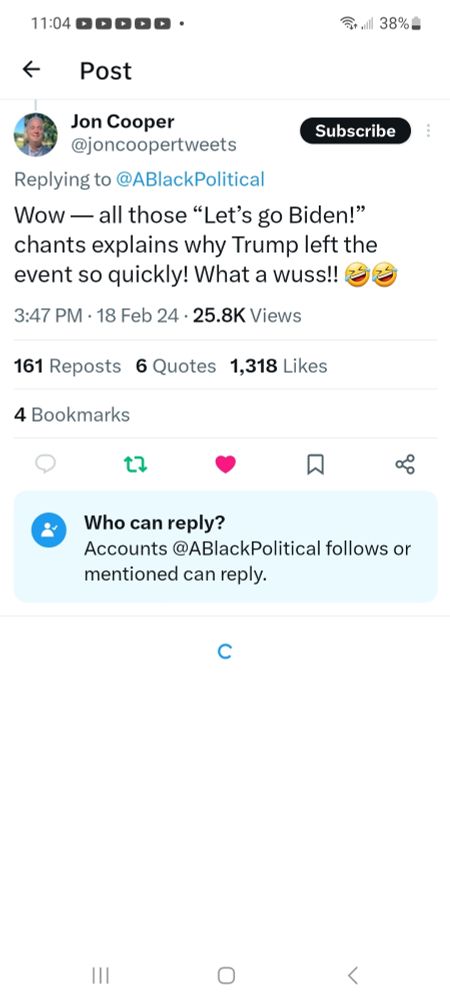 11:04
38%
Post
Jon Cooper
@joncoopertweets
Subscribe
Replying to @ABlackPolitical
Wow — all those “Let’s go Biden!”
chants explains why Trump left the
event so quickly! What a wuss!! 🤣🤣
3:47 PM · 18 Feb 24 · 25.8K Views
161 Reposts 6 Quotes 1,318 Likes
4 Bookmarks
Who can reply?
Accounts @ABlackPolitical follows or
mentioned can reply.